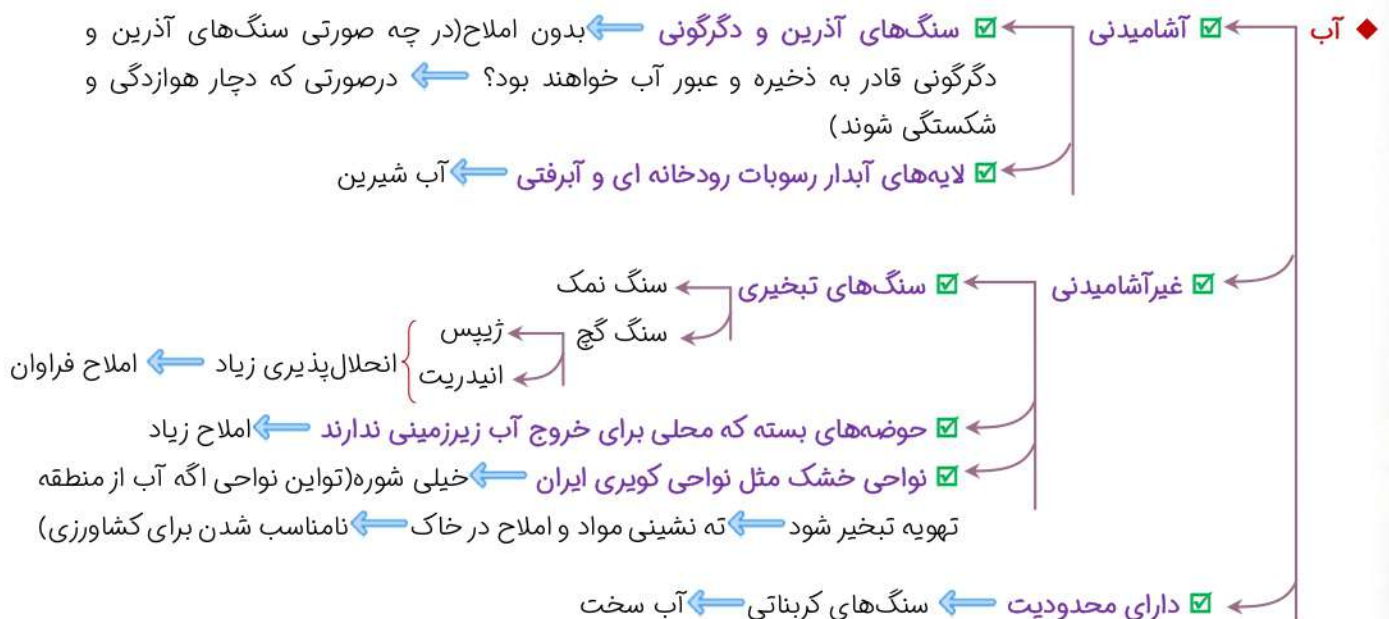 آب
آشامیدنی
سنگ‌های آذرین و دگرگونی بدون املاح(در چه صورتی سنگ‌های آذرین و
دگرگونی قادر به ذخیره و عبور آب خواهند بود؟ درصورتی که دچار هوازدگی و
شکستگی شوند)
لایه‌های آبدار رسوبات رودخانه ای و آبرفتی آب شیرین
غیرآشامیدنی
سنگ‌های تبخیری
سنگ نمک
سنگ گچ
ژیپس
انیدریت
انحلال‌پذیری زیاد املاح فراوان
حوضه‌های بسته که محلی برای خروج آب زیرزمینی ندارند املاح زیاد
نواحی خشک مثل نواحی کویری ایران خیلی شوره(تواین نواحی اگه آب از منطقه
تهویه تبخیر شود ته نشینی مواد و املاح در خاک نامناسب شدن برای کشاورزی)
دارای محدودیت سنگ‌های کربناتی آب سخت